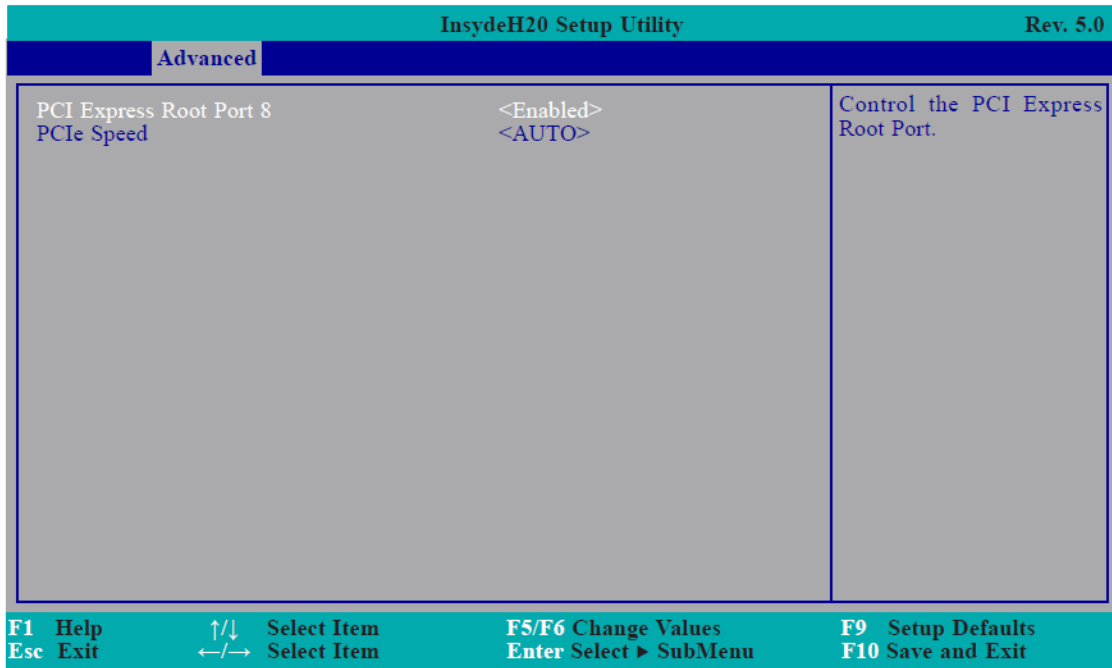 InsydeH20 Setup Utility Rev. 5.0
Advanced
PCI Express Root Port 8 <Enabled>
PCIe Speed <AUTO>
Control the PCI Express
Root Port.
F1 Help ↑/↓ Select Item F5/F6 Change Values F9 Setup Defaults
Esc Exit ←/→ Select Item Enter Select ▶ SubMenu F10 Save and Exit